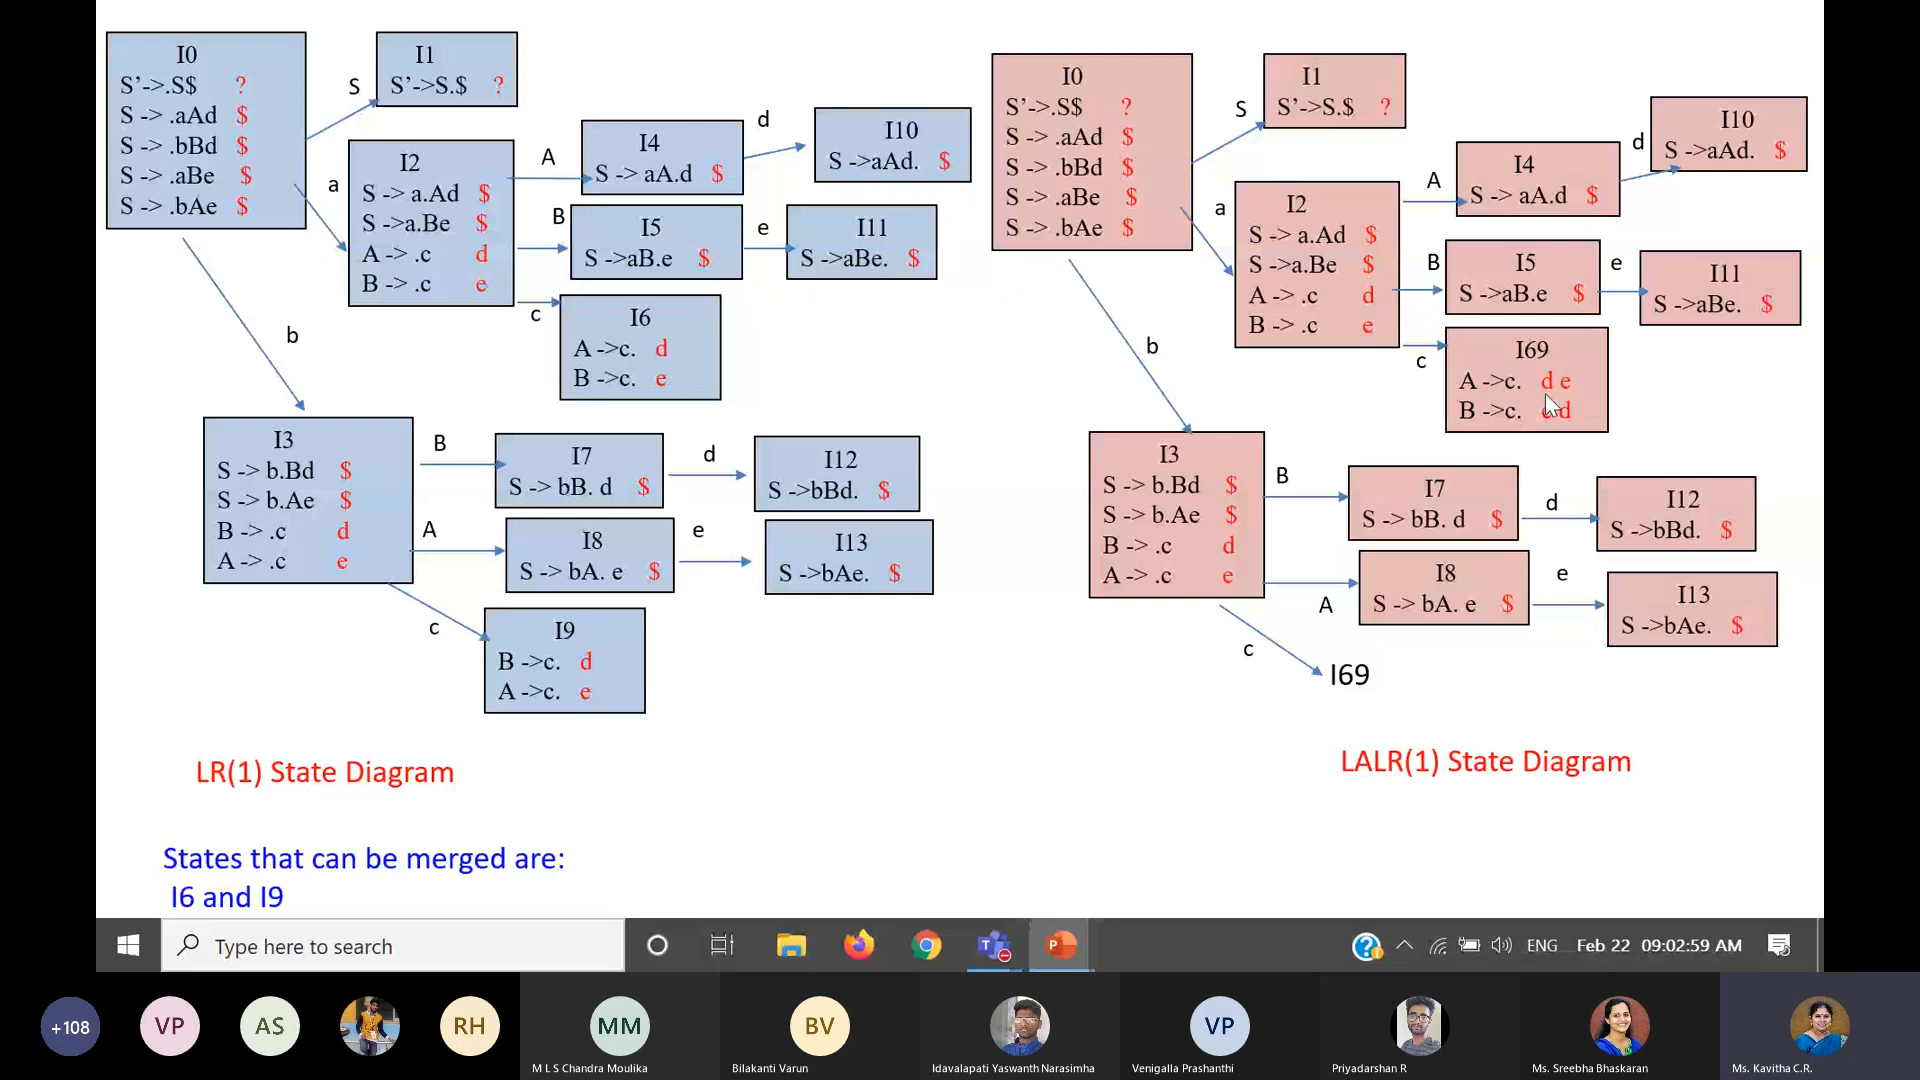 I0
S’->.S$ ?
S -> .aAd $
S -> .bBd $
S -> .aBe $
S -> .bAe $
S
I1
S’->S.$ ?
a
I2
S -> a.Ad $
S ->a.Be $
A -> .c d
B -> .c e
A
I4
S -> aA.d $
d
I10
S ->aAd. $
B
I5
S ->aB.e $
e
I11
S ->aBe. $
c
I6
A ->c. d
B ->c. e
b
I3
S -> b.Bd $
S -> b.Ae $
B -> .c d
A -> .c e
B
I7
S -> bB. d $
d
I12
S ->bBd. $
A
I8
S -> bA. e $
e
I13
S ->bAe. $
c
I9
B ->c. d
A ->c. e
LR(1) State Diagram
States that can be merged are:
I6 and I9
I0
S’->.S$ ?
S -> .aAd $
S -> .bBd $
S -> .aBe $
S -> .bAe $
S
I1
S’->S.$ ?
a
I2
S -> a.Ad $
S ->a.Be $
A -> .c d
B -> .c e
A
I4
S -> aA.d $
d
I10
S ->aAd. $
B
I5
S ->aB.e $
e
I11
S ->aBe. $
c
I69
A ->c. d e
B ->c. e d
b
I3
S -> b.Bd $
S -> b.Ae $
B -> .c d
A -> .c e
B
I7
S -> bB. d $
d
I12
S ->bBd. $
A
I8
S -> bA. e $
e
I13
S ->bAe. $
c
I69
LALR(1) State Diagram
Type here to search
T
P
ENG
Feb 22 09:02:59 AM
+108
VP
AS
RH
MM
M L S Chandra Moulika
BV
Bilakanti Varun
Idavalapati Yaswanth Narasimha
VP
Venigalla Prashanthi
Priyadarshan R
Ms. Sreebha Bhaskaran
Ms. Kavitha C.R.